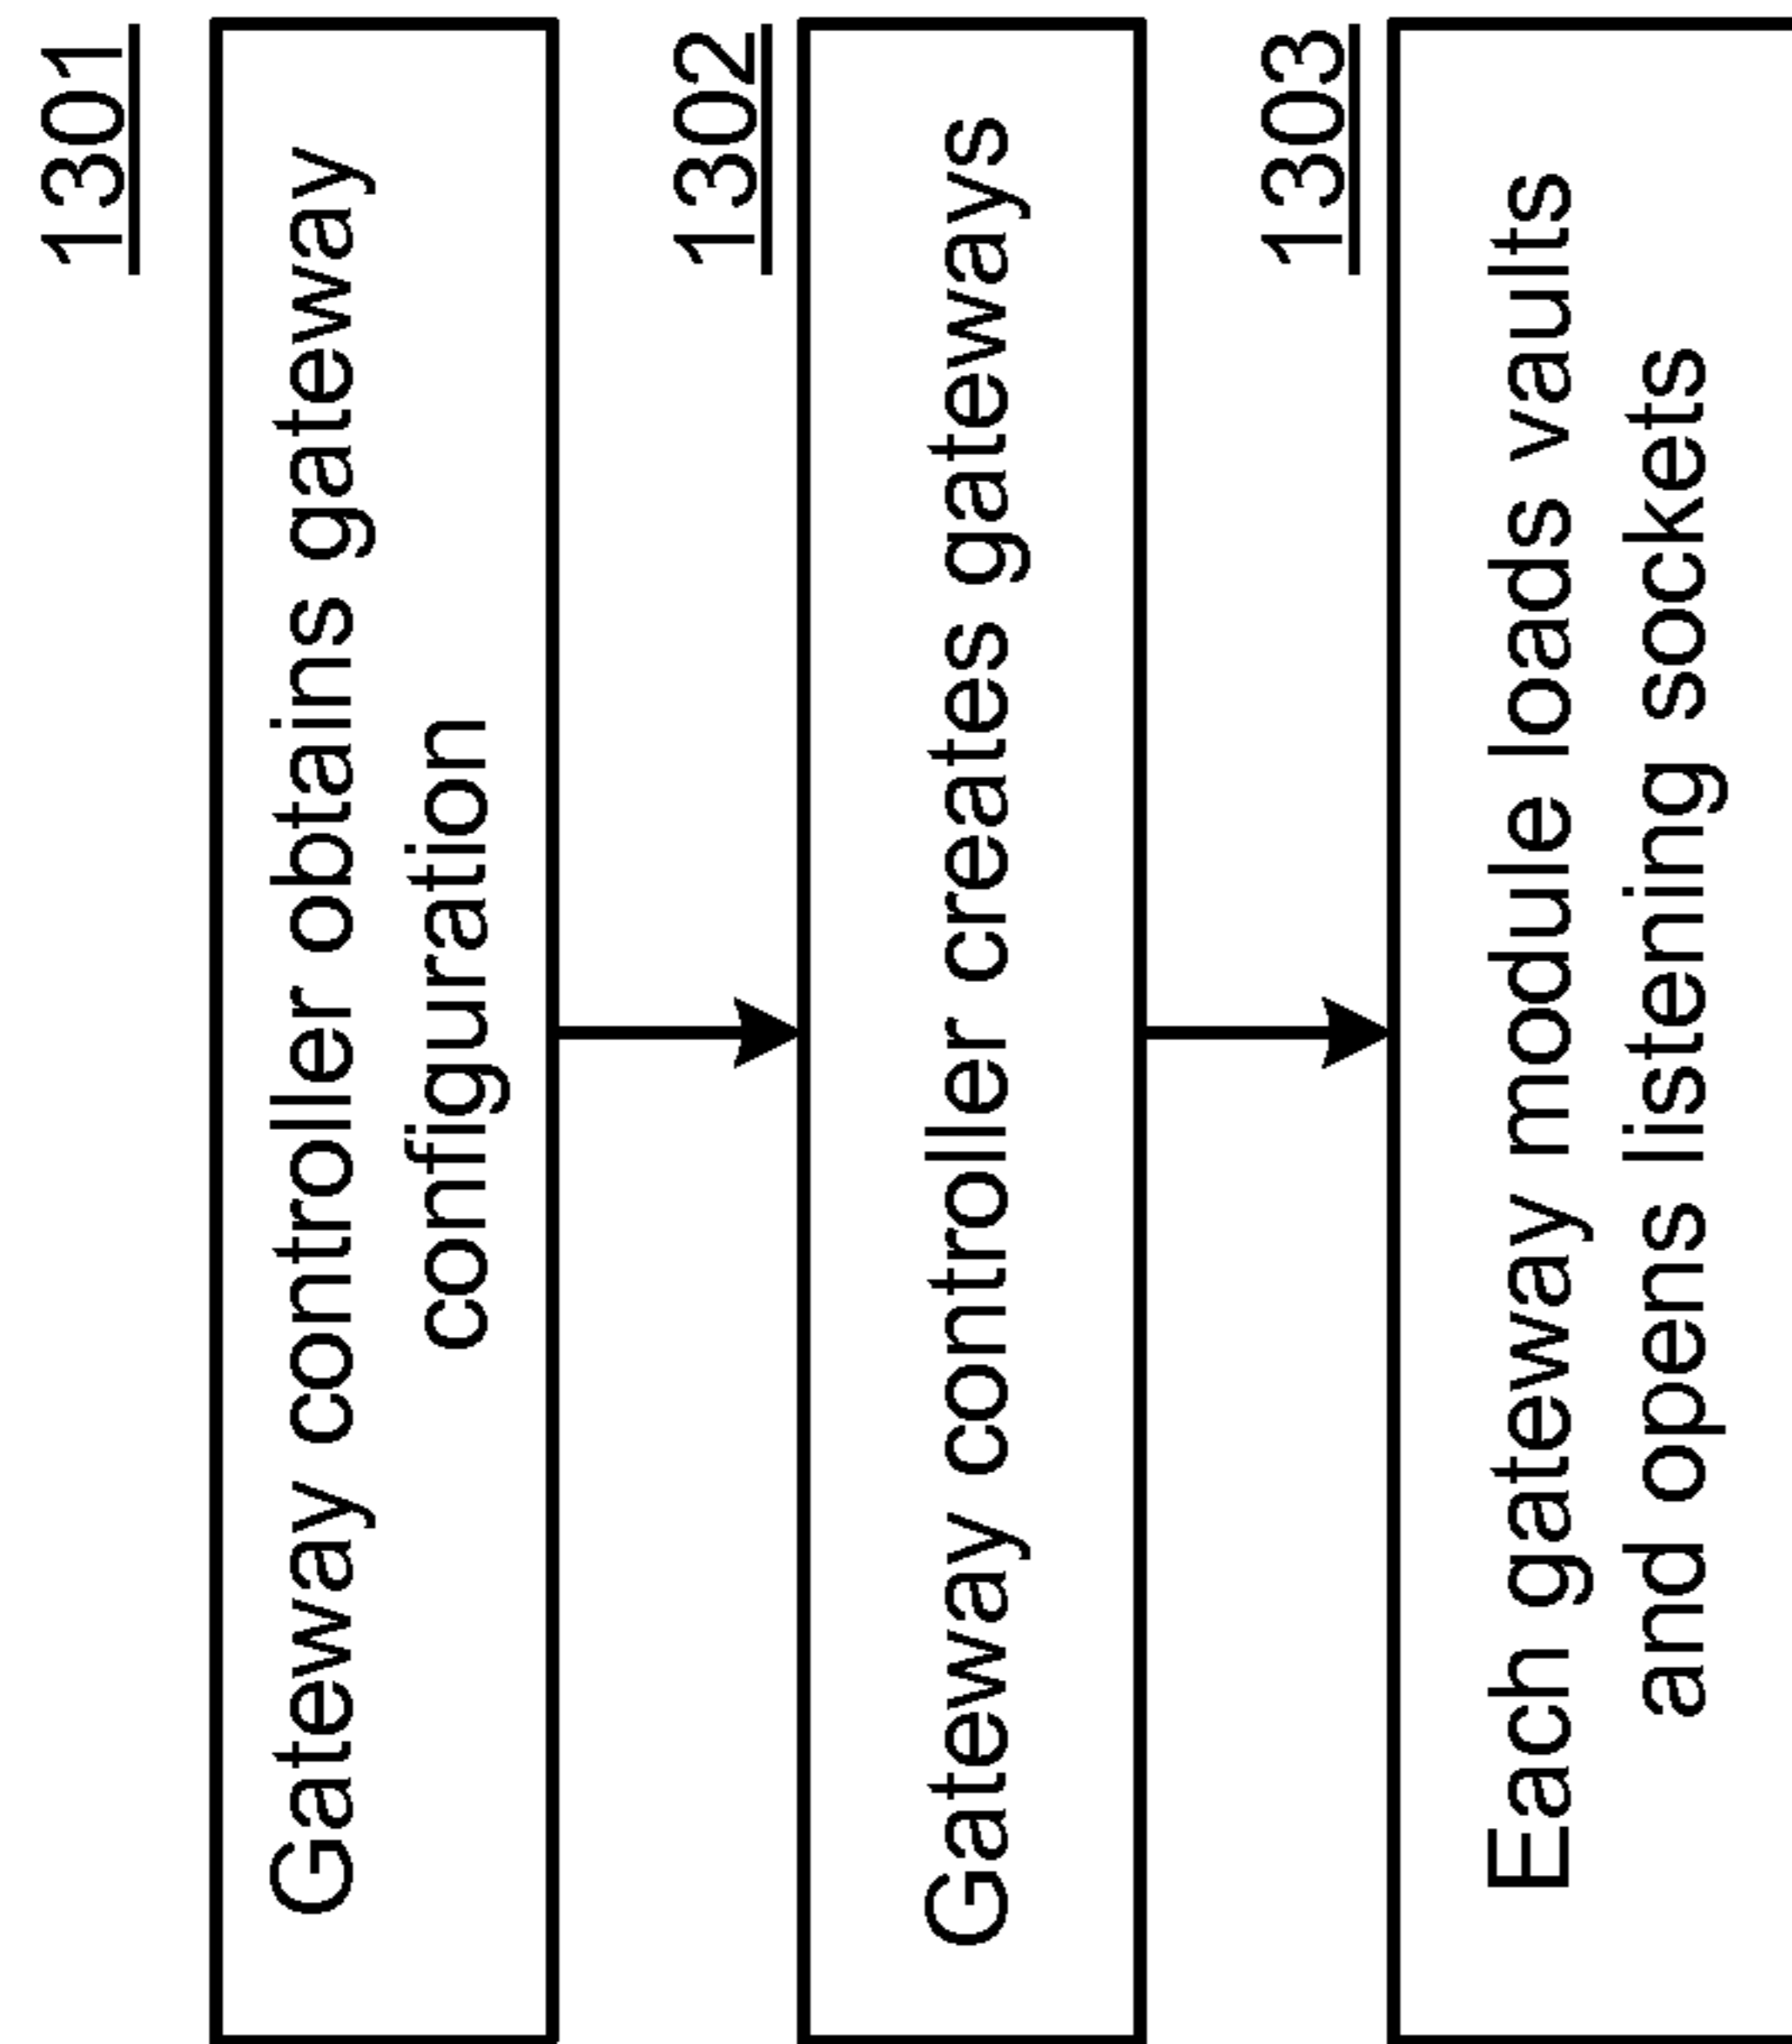 1301
Gateway controller obtains gateway
configuration
1302
Gateway controller creates gateways
1303
Each gateway module loads vaults
and opens listening sockets